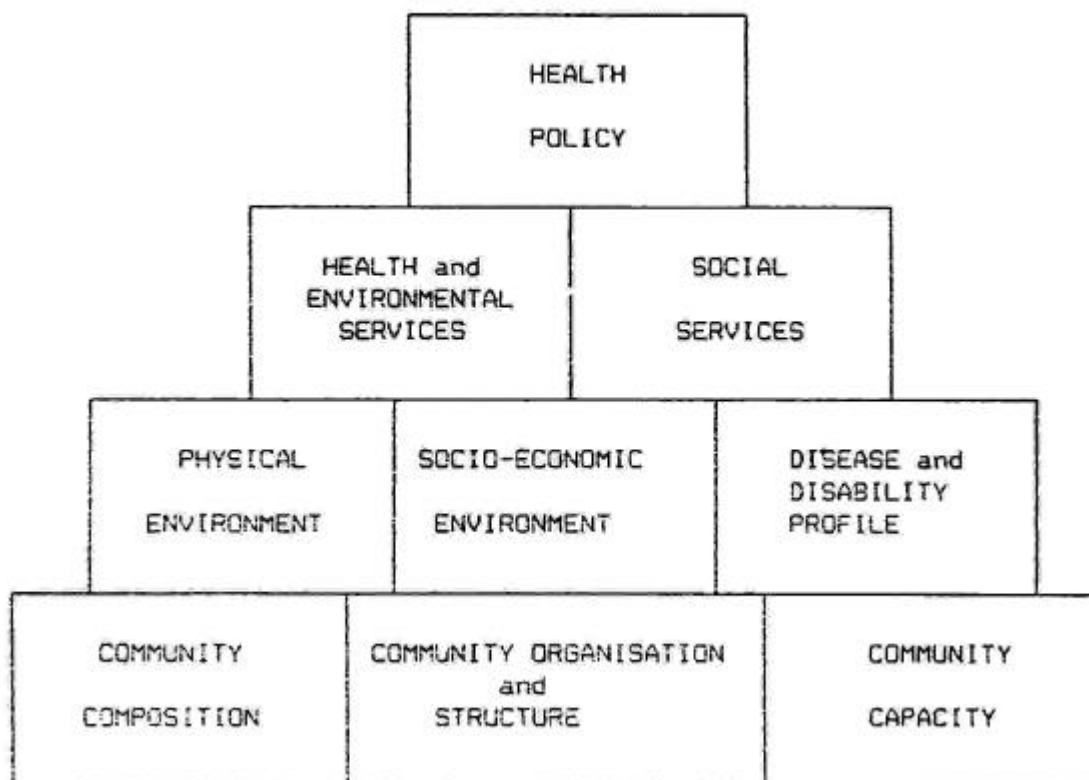 HEALTH
POLICY
HEALTH and
ENVIRONMENTAL
SERVICES
SOCIAL
SERVICES
PHYSICAL
ENVIRONMENT
SOCIO-ECONOMIC
ENVIRONMENT
DISEASE and
DISABILITY
PROFILE
COMMUNITY
COMPOSITION
COMMUNITY ORGANISATION
and
STRUCTURE
COMMUNITY
CAPACITY